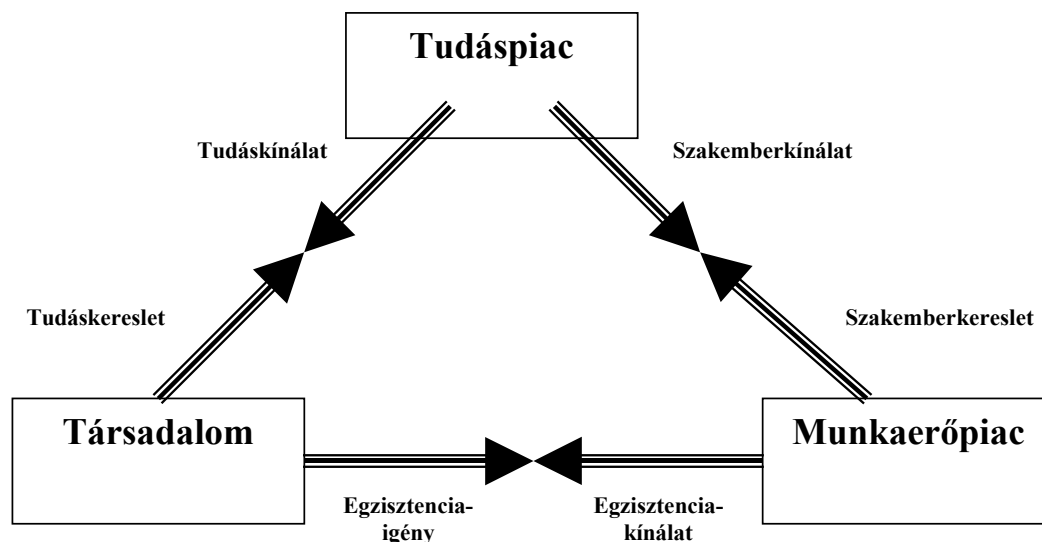 Tudáspiac
Tudáskínálat
Szakemberkínálat
Tudáskereslet
Szakemberkereslet
Társadalom
Munkaerőpiac
Egzisztencia-
igény
Egzisztencia-
kínálat